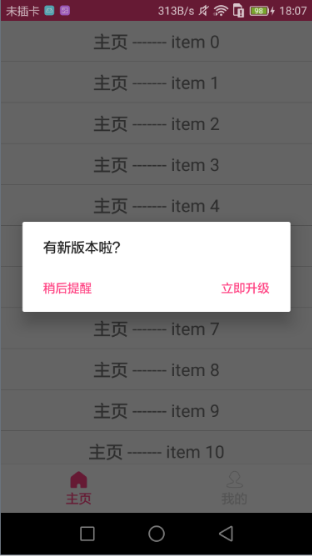 未插卡 313B/s 98 18:07
主页 ------- item 0
主页 ------- item 1
主页 ------- item 2
主页 ------- item 3
主页 ------- item 4
有新版本啦?
稍后提醒 立即升级
主页 ------- item 7
主页 ------- item 8
主页 ------- item 9
主页 ------- item 10
主页 我的